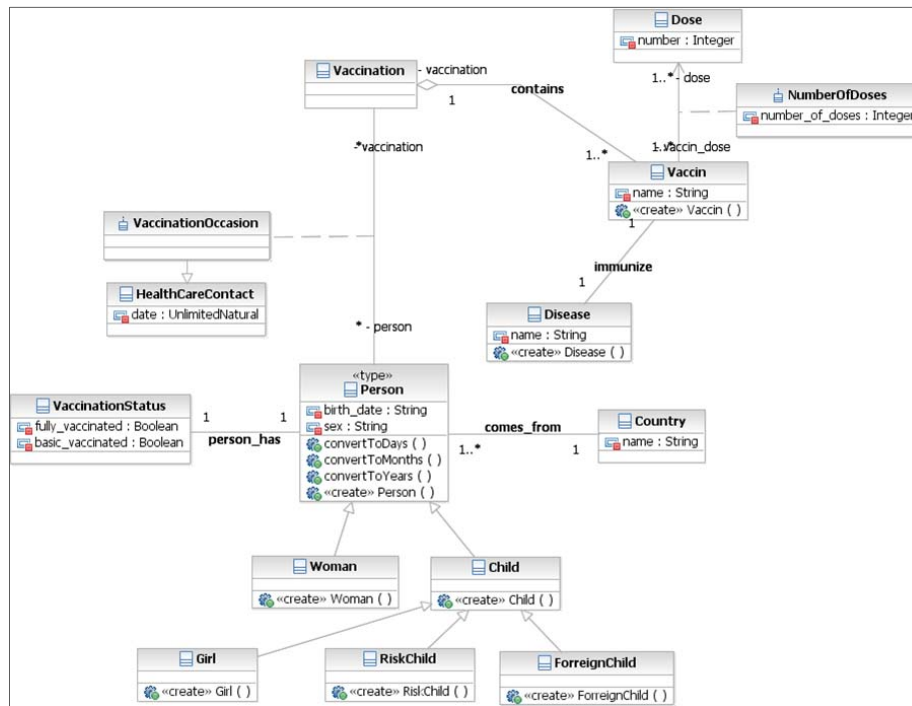 Dose
number : Integer
Vaccination
- vaccination
1
contains
1..* - dose
NumberOfDoses
number_of_doses : Integer
-*vaccination
1..*
vaccin_dose
Vaccin
name : String
«create» Vaccin ( )
1
VaccinationOccasion
immunize
1
HealthCareContact
date : UnlimitedNatural
Disease
name : String
«create» Disease ( )
* - person
«type»
Person
birth_date : String
sex : String
convertToDays ( )
convertToMonths ( )
convertToYears ( )
«create» Person ( )
VaccinationStatus
fully_vaccinated : Boolean
basic_vaccinated : Boolean
1
1
person_has
comes_from
1..*
1
Country
name : String
Woman
«create» Woman ( )
Child
«create» Child ( )
Girl
«create» Girl ( )
RiskChild
«create» RiskChild ( )
ForreignChild
«create» ForreignChild ( )